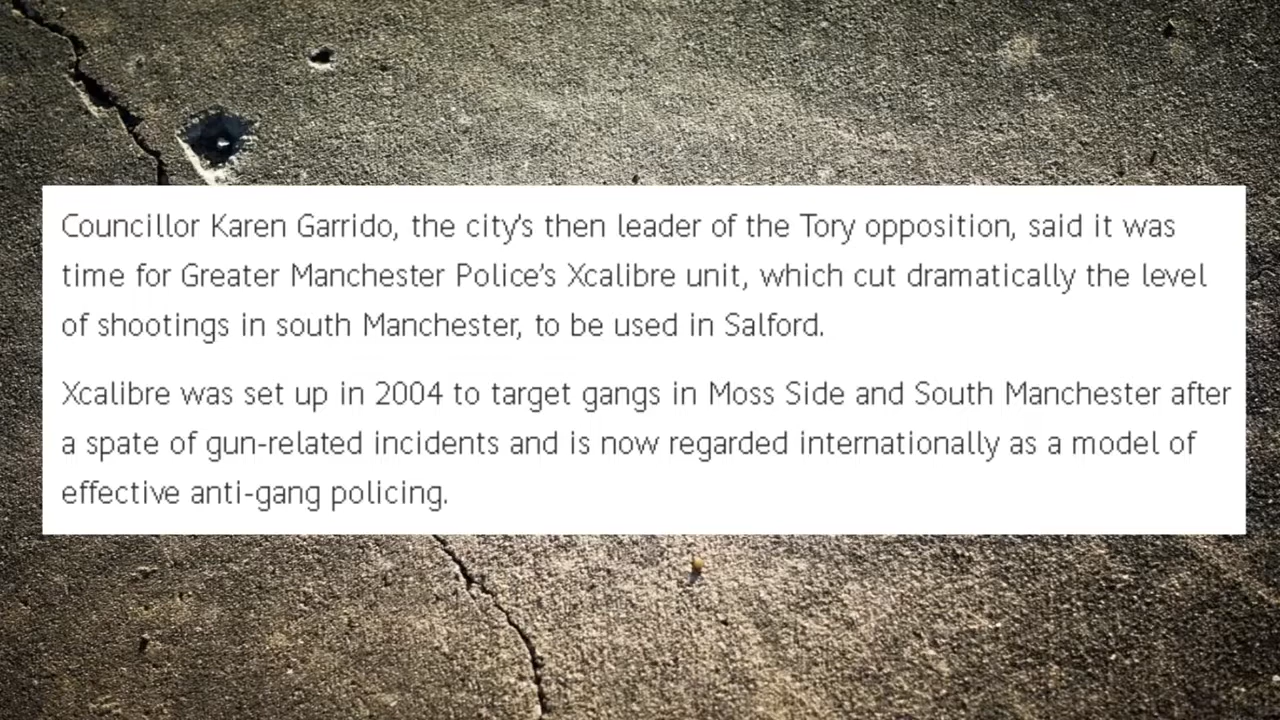 Councillor Karen Garrido, the city’s then leader of the Tory opposition, said it was
time for Greater Manchester Police’s Xcalibre unit, which cut dramatically the level
of shootings in south Manchester, to be used in Salford.
Xcalibre was set up in 2004 to target gangs in Moss Side and South Manchester after
a spate of gun-related incidents and is now regarded internationally as a model of
effective anti-gang policing.